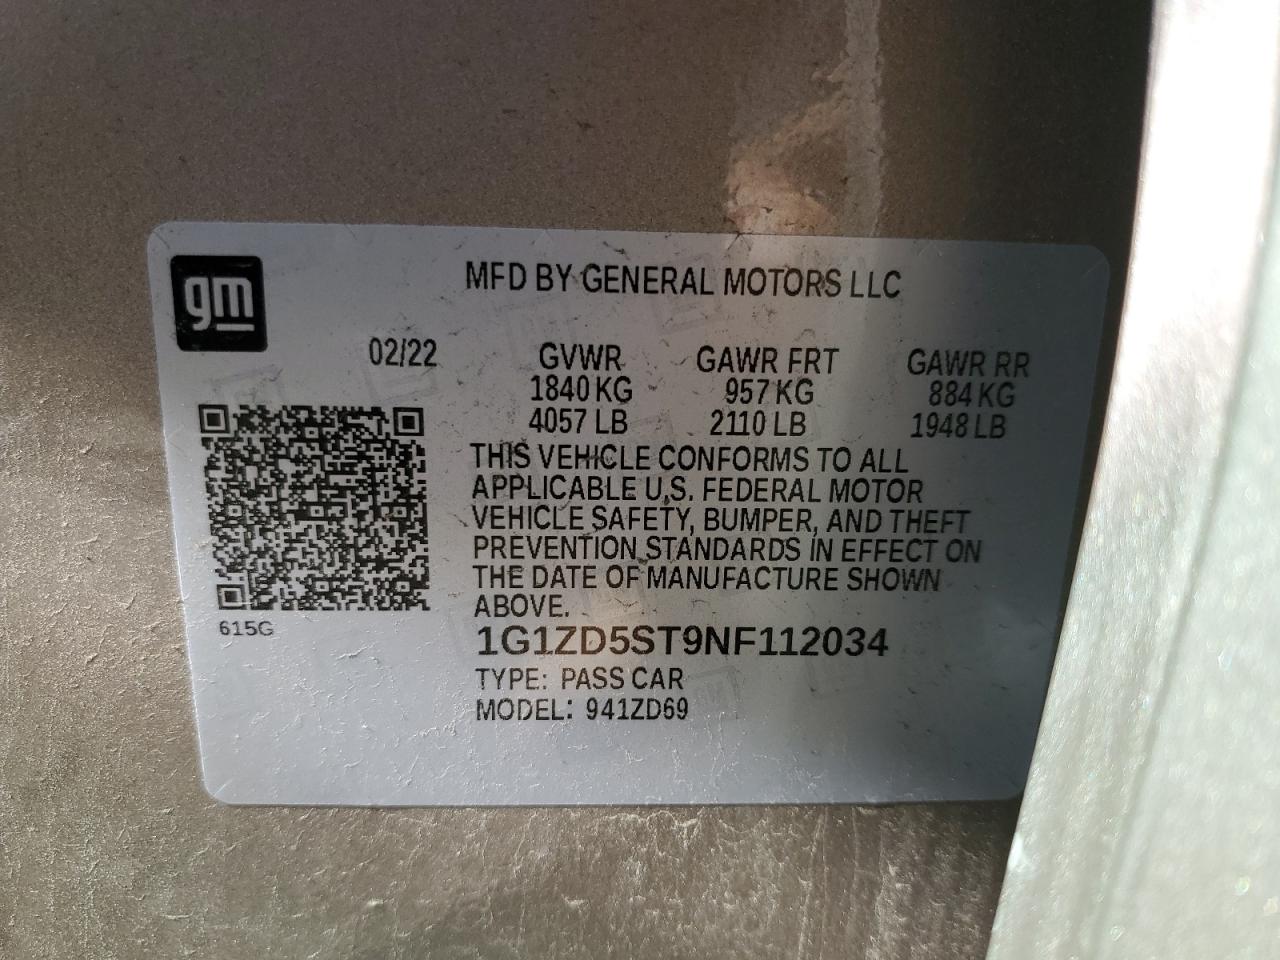 gm
MFD BY GENERAL MOTORS LLC
02/22 GVWR GAWR FRT GAWR RR
1840 KG 957 KG 884 KG
4057 LB 2110 LB 1948 LB
THIS VEHICLE CONFORMS TO ALL
APPLICABLE U.S. FEDERAL MOTOR
VEHICLE SAFETY, BUMPER, AND THEFT
PREVENTION STANDARDS IN EFFECT ON
THE DATE OF MANUFACTURE SHOWN
ABOVE.
615G
1G1ZD5ST9NF112034
TYPE: PASS CAR
MODEL: 941ZD69